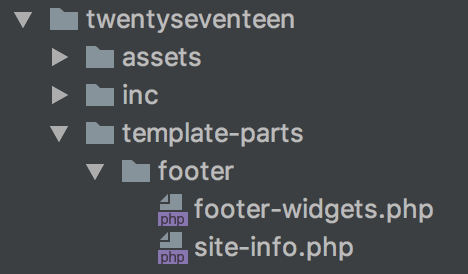 twentyseventeen
assets
inc
template-parts
footer
php footer-widgets.php
php site-info.php